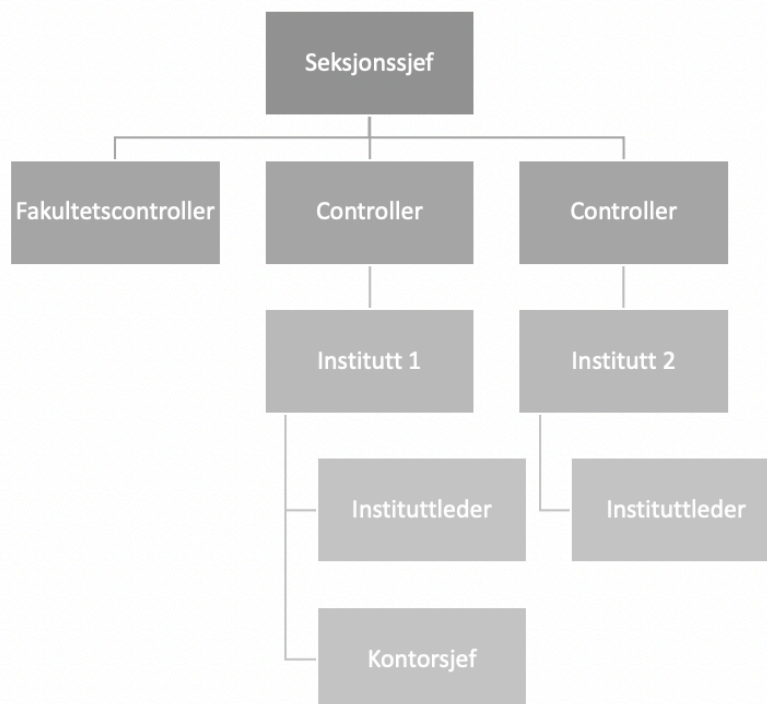 Seksjonssjef
Fakultetscontroller
Controller
Controller
Institutt 1
Institutt 2
Instituttleder
Instituttleder
Kontorsjef